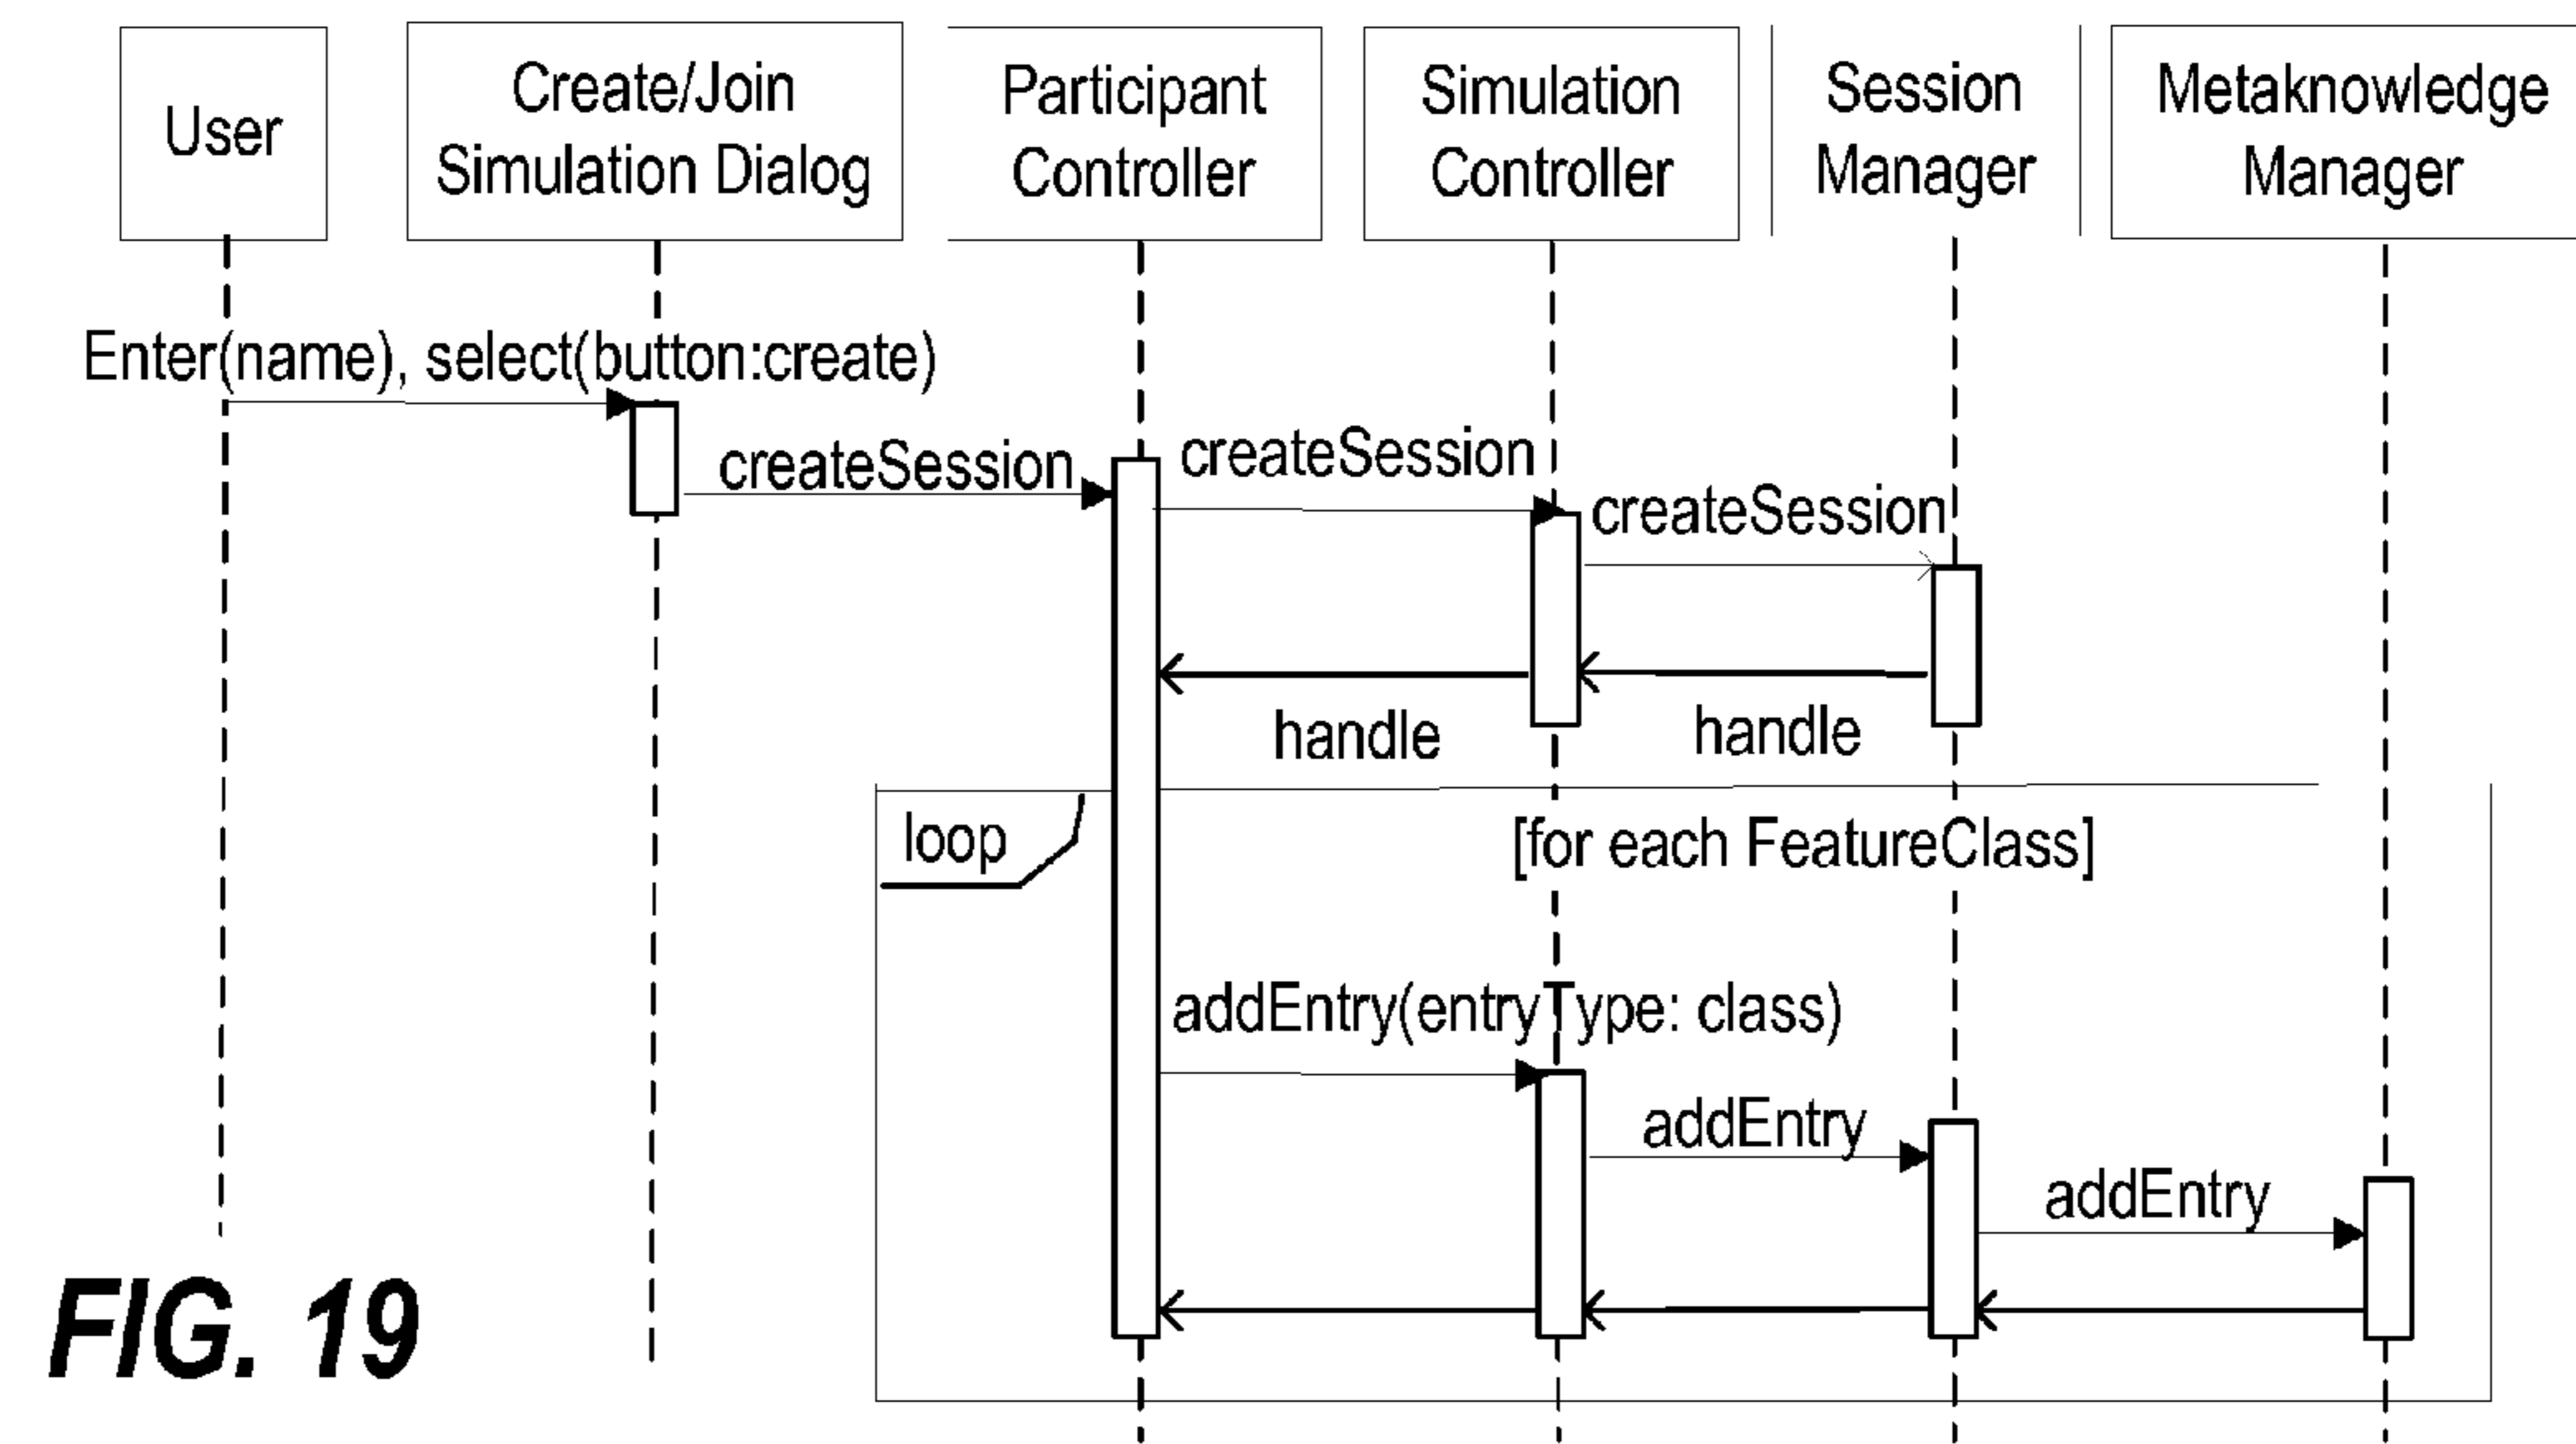 User
Create/Join
Simulation Dialog
Participant
Controller
Simulation
Controller
Session
Manager
Metaknowledge
Manager
Enter(name), select(button:create)
createSession
createSession
createSession
handle
handle
loop
[for each FeatureClass]
addEntry(entryType: class)
addEntry
addEntry
FIG. 19